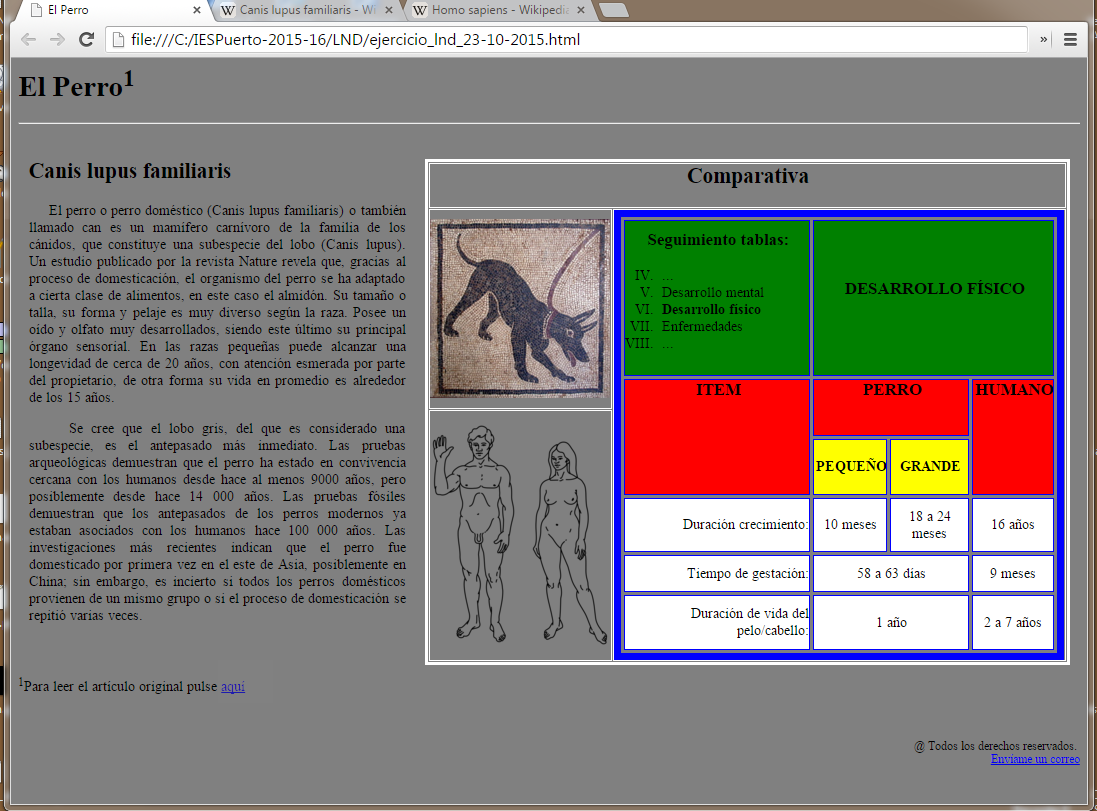 El Perro
Canis lupus familiaris - Wi
Homo sapiens - Wikipedia
file:///C:/IESPuerto-2015-16/LND/ejercicio_lnd_23-10-2015.html
»
El Perro1
Canis lupus familiaris
El perro o perro doméstico (Canis lupus familiaris) o también
llamado can es un mamífero carnívoro de la familia de los
cánidos, que constituye una subespecie del lobo (Canis lupus).
Un estudio publicado por la revista Nature revela que, gracias al
proceso de domesticación, el organismo del perro se ha adaptado
a cierta clase de alimentos, en este caso el almidón. Su tamaño o
talla, su forma y pelaje es muy diverso según la raza. Posee un
oido y olfato muy desarrollados, siendo este último su principal
órgano sensorial. En las razas pequeñas puede alcanzar una
longevidad de cerca de 20 años, con atención esmerada por parte
del propietario, de otra forma su vida en promedio es alrededor
de los 15 años.
Se cree que el lobo gris, del que es considerado una
subespecie, es el antepasado más inmediato. Las pruebas
arqueológicas demuestran que el perro ha estado en convivencia
cercana con los humanos desde hace al menos 9000 años, pero
posiblemente desde hace 14 000 años. Las pruebas fósiles
demuestran que los antepasados de los perros modernos ya
estaban asociados con los humanos hace 100 000 años. Las
investigaciones más recientes indican que el perro fue
domesticado por primera vez en el este de Asia, posiblemente en
China; sin embargo, es incierto si todos los perros domésticos
provienen de un mismo grupo o si el proceso de domesticación se
repitió varias veces.
Comparativa
Seguimiento tablas:
IV. ...
V. Desarrollo mental
VI. Desarrollo físico
VII. Enfermedades
VIII. ...
DESARROLLO FÍSICO
ITEM
PERRO
HUMANO
PEQUEÑO
GRANDE
Duración crecimiento:
10 meses
18 a 24
meses
16 años
Tiempo de gestación:
58 a 63 días
9 meses
Duración de vida del
pelo/cabello:
1 año
2 a 7 años
1Para leer el artículo original pulse aquí
@ Todos los derechos reservados.
Enviame un correo